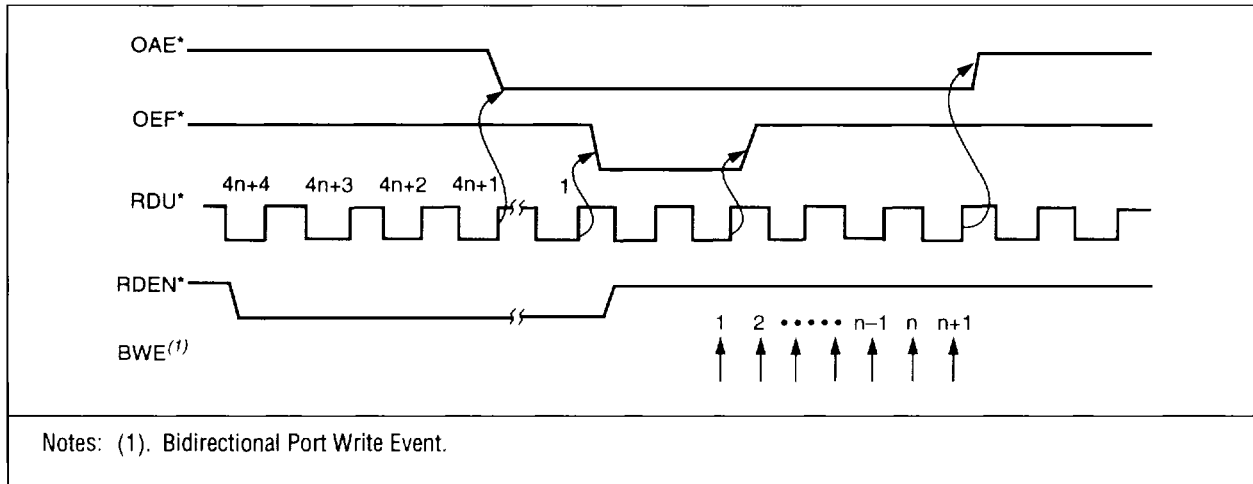 OAE*
OEF*
4n+4 4n+3 4n+2 4n+1 1
RDU*
RDEN*
1 2 ••••• n–1 n n+1
BWE(1)
Notes: (1). Bidirectional Port Write Event.